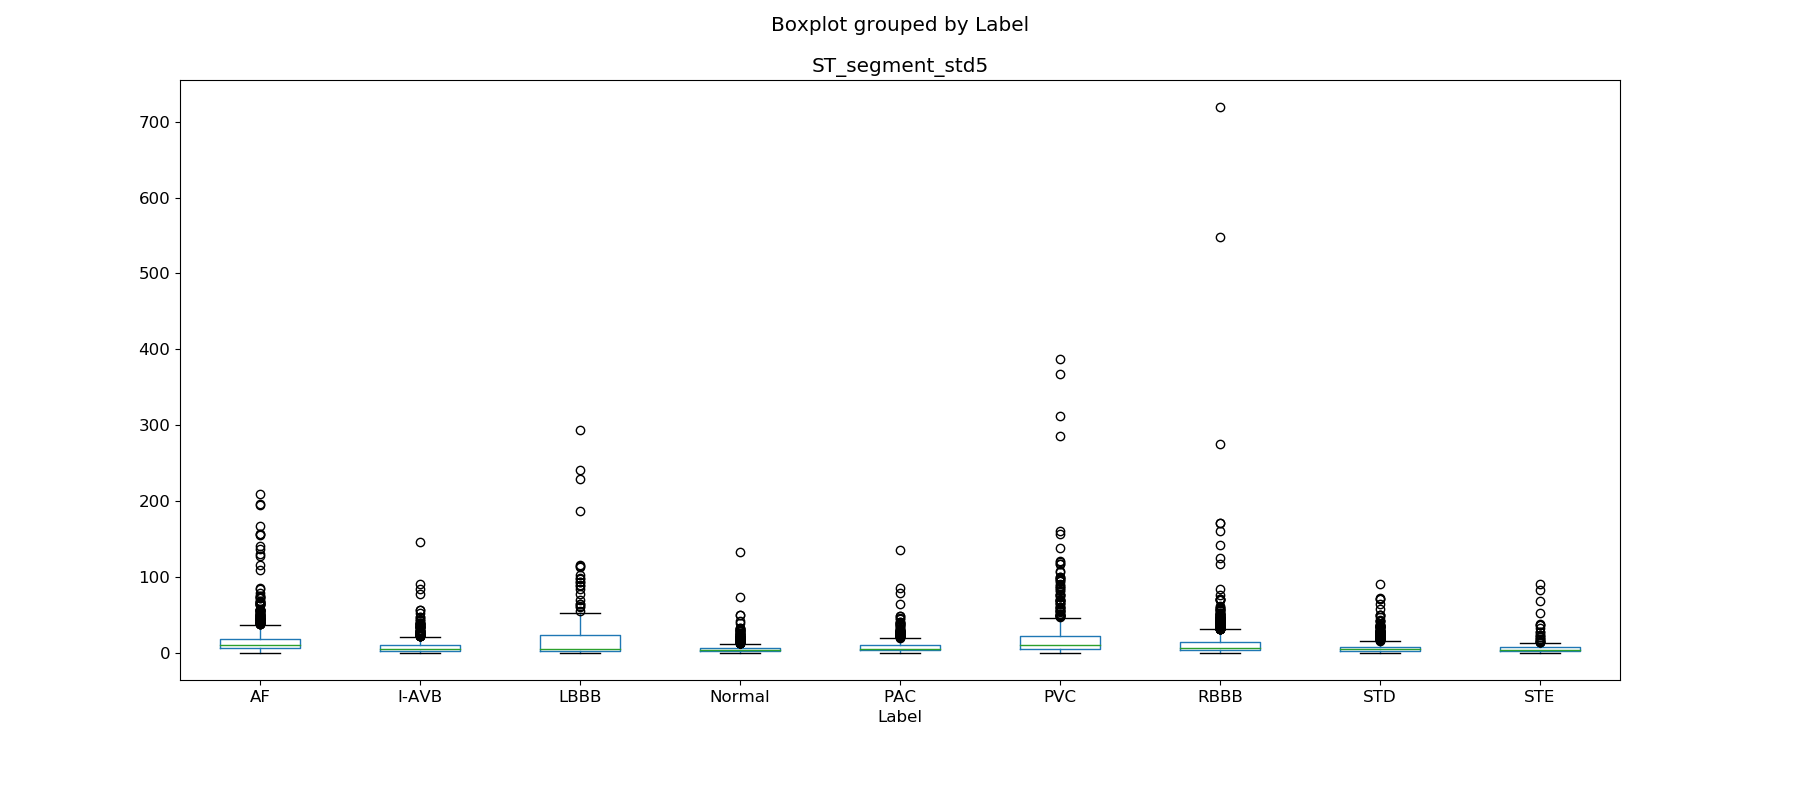 Boxplot grouped by Label
ST_segment_std5
700
600
500
400
300
200
100
0
AF I-AVB LBBB Normal PAC PVC RBBB STD STE
Label